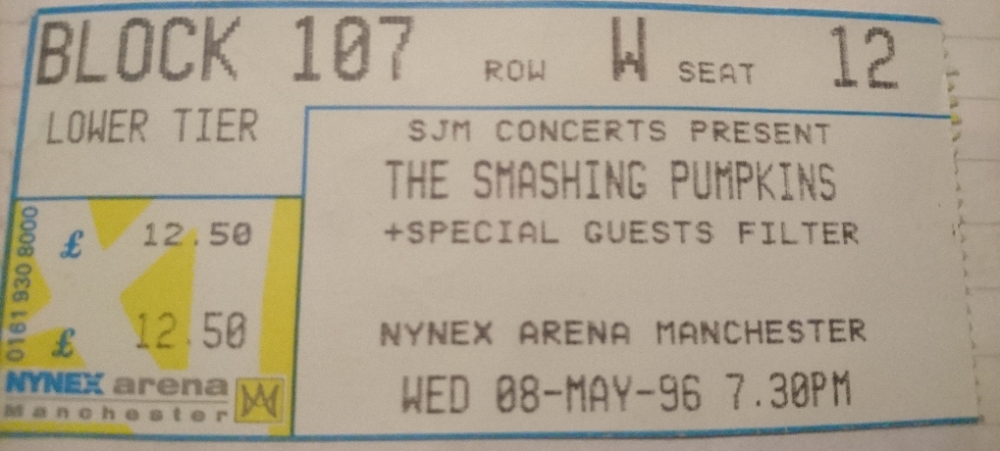 BLOCK 107 ROW W SEAT 12
LOWER TIER
SJM CONCERTS PRESENT
THE SMASHING PUMPKINS
+SPECIAL GUESTS FILTER
NYNEX ARENA MANCHESTER
WED 08-MAY-96 7.30PM
0161 930 8000
£ 12.50
£ 12.50
NYNEX arena
Manchester